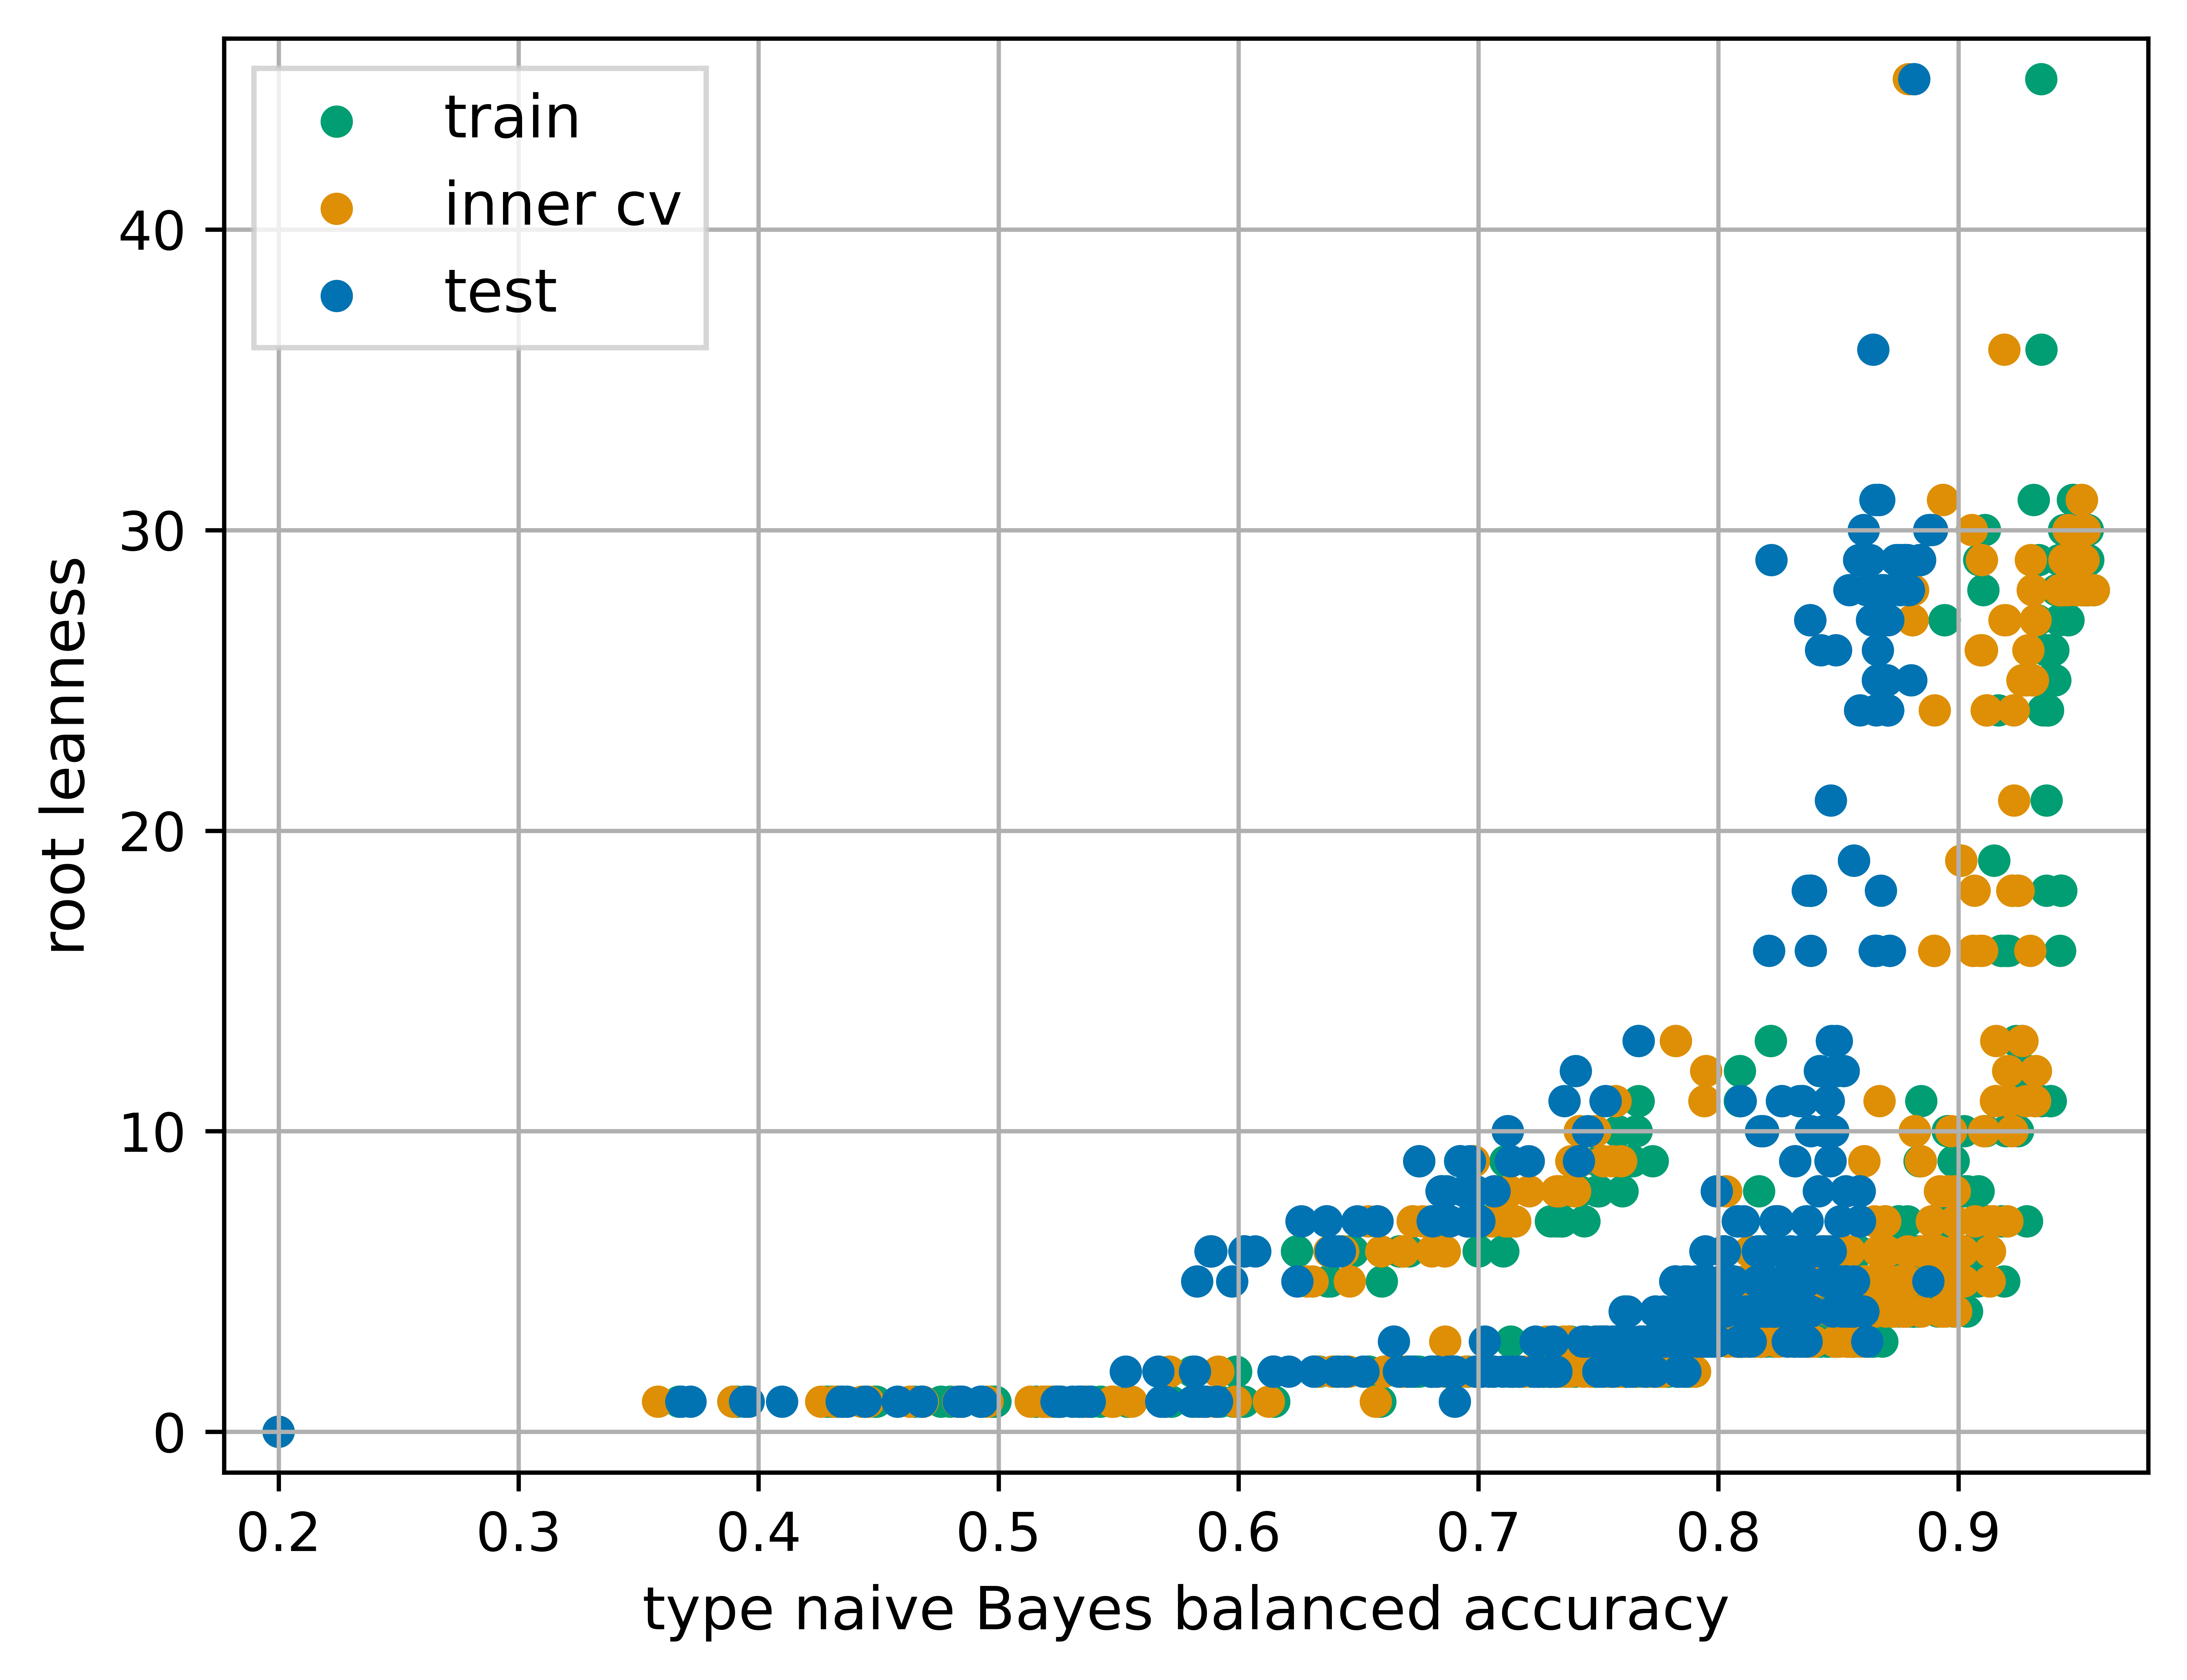 train
inner cv
test
40
30
20
10
0
root leanness
0.2 0.3 0.4 0.5 0.6 0.7 0.8 0.9
type naive Bayes balanced accuracy